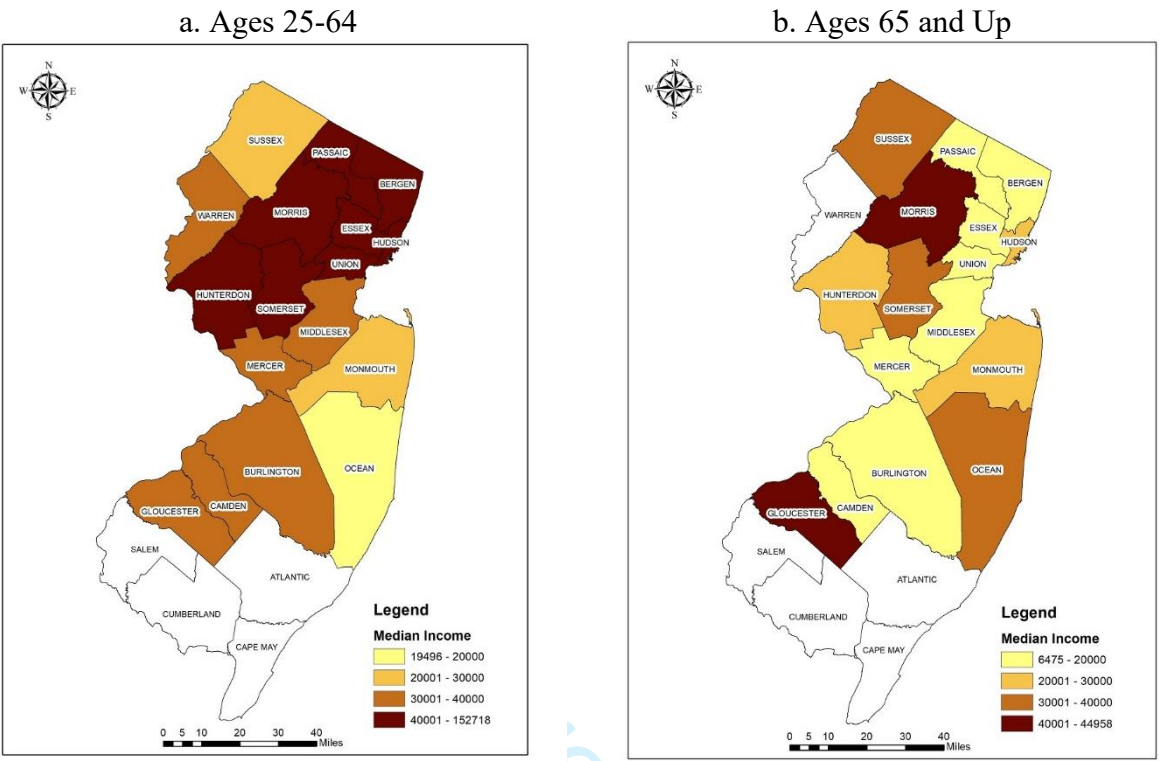 a. Ages 25-64
N
W E
S
SUSSEX
PASSAIC
BERGEN
WARREN
MORRIS
ESSEX
HUDSON
UNION
HUNTERDON
SOMERSET
MIDDLESEX
MERCER
MONMOUTH
OCEAN
BURLINGTON
CAMDEN
GLOUCESTER
SALEM
ATLANTIC
CUMBERLAND
CAPE MAY
Legend
Median Income
19496 - 20000
20001 - 30000
30001 - 40000
40001 - 152718
0 5 10 20 30 40
Miles
b. Ages 65 and Up
N
W E
S
SUSSEX
PASSAIC
BERGEN
WARREN
MORRIS
ESSEX
HUDSON
UNION
HUNTERDON
SOMERSET
MIDDLESEX
MERCER
MONMOUTH
OCEAN
BURLINGTON
CAMDEN
GLOUCESTER
SALEM
ATLANTIC
CUMBERLAND
CAPE MAY
Legend
Median Income
6475 - 20000
20001 - 30000
30001 - 40000
40001 - 44958
0 5 10 20 30 40
Miles